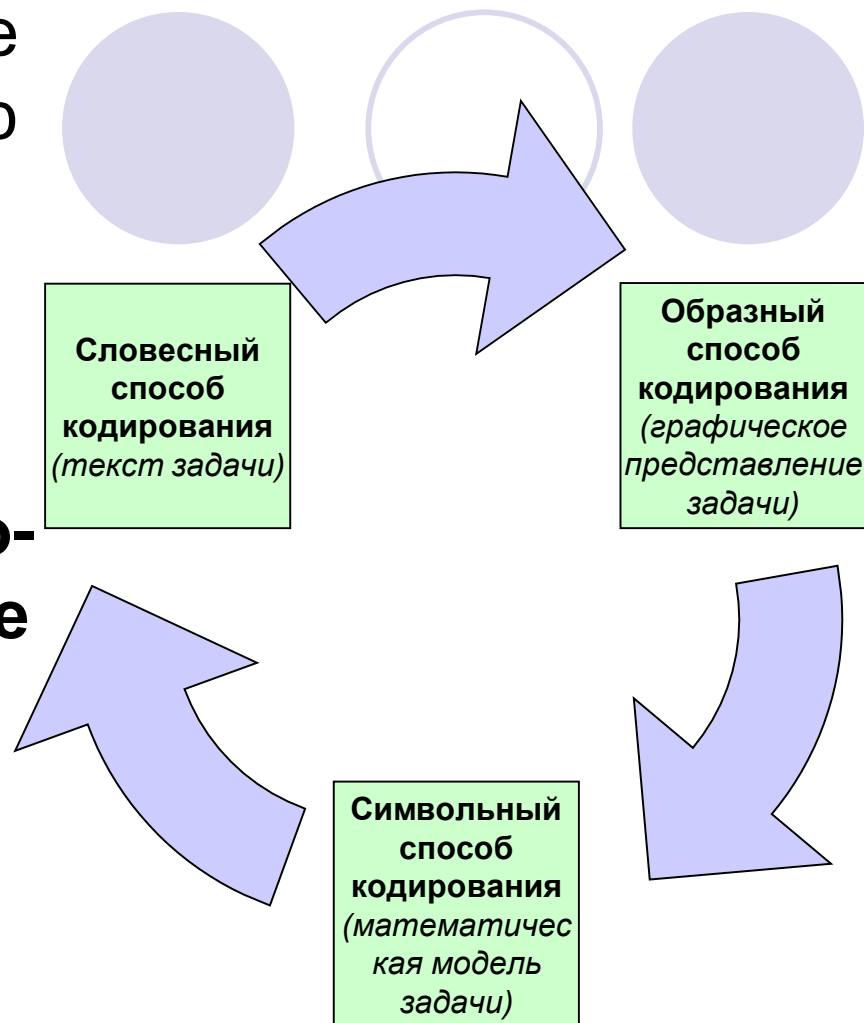 е
о-
е
Словесный
способ
кодирования
(текст задачи)
Образный
способ
кодирования
(графическое
представление
задачи)
Символьный
способ
кодирования
(математичес
кая модель
задачи)